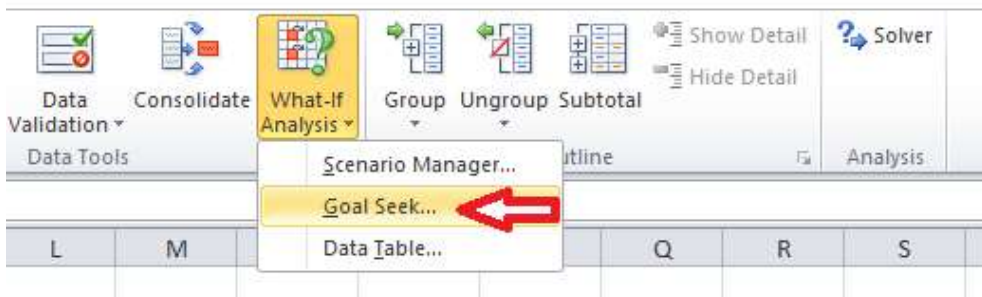 Show Detail
Solver
Hide Detail
Data Validation
Consolidate
What-If Analysis
Group
Ungroup
Subtotal
Data Tools
utline
Analysis
Scenario Manager...
Goal Seek...
Data Table...
L M Q R S